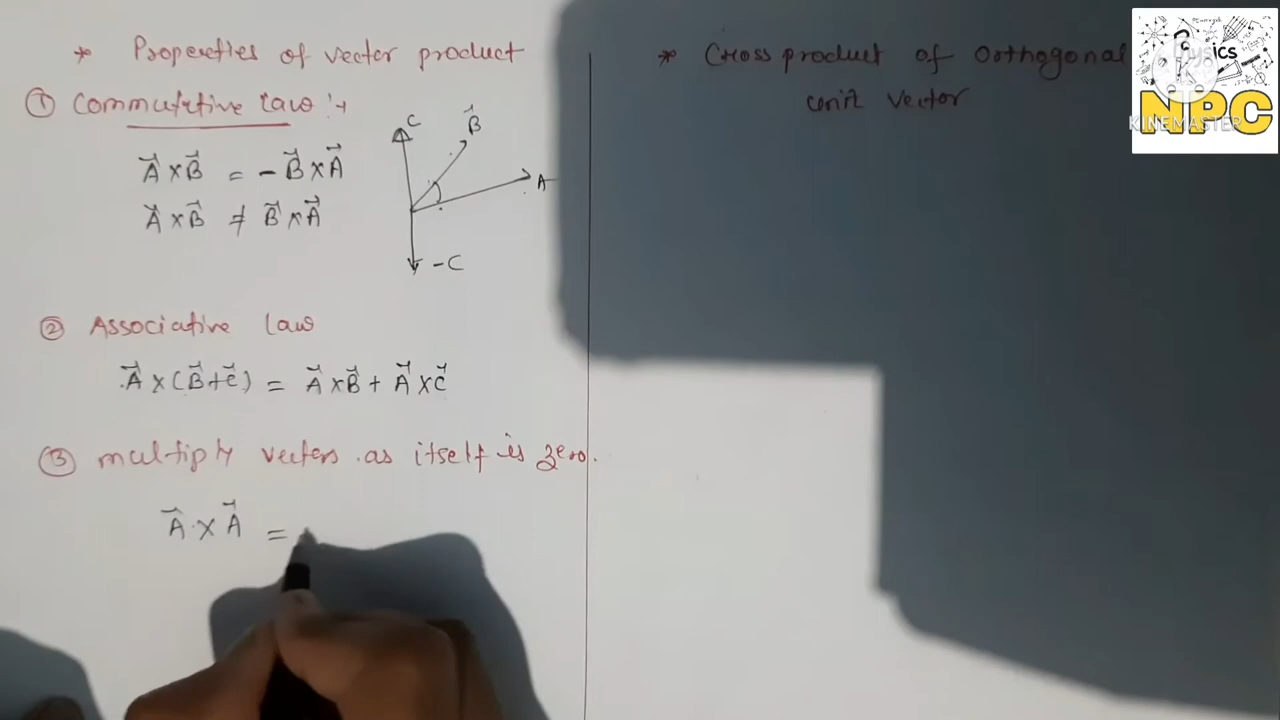 * Properties of vector product
① Commutative law :→
A⃗ × B⃗ = - B⃗ × A⃗
A⃗ × B⃗ ≠ B⃗ × A⃗
C
B⃗
A
-C
② Associative law
A⃗ × (B⃗ + C⃗) = A⃗ × B⃗ + A⃗ × C⃗
③ multiply vectors as itself is zero.
A⃗ × A⃗ =
* Cross product of Orthogonal
unit vector
Physics
NPC
KINEMASTER